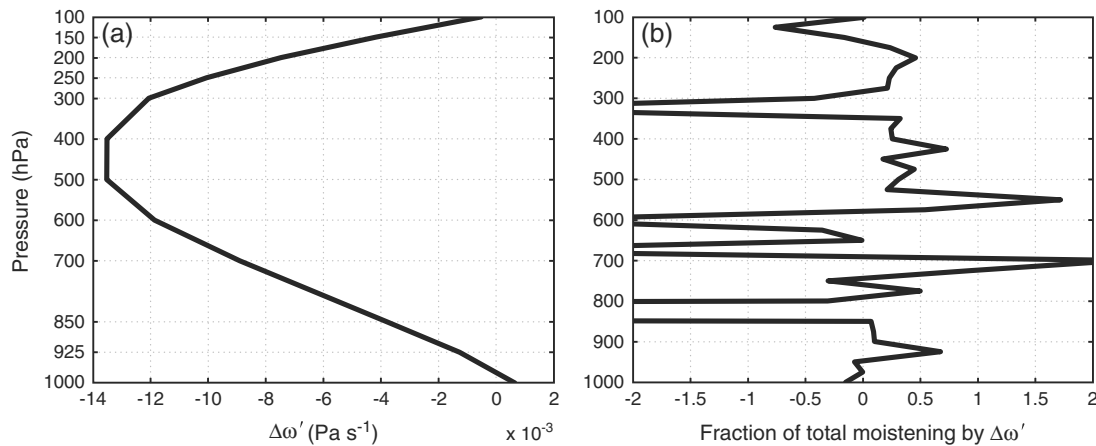 (a)
Pressure (hPa)
100
150
200
250
300
400
500
600
700
850
925
1000
-14 -12 -10 -8 -6 -4 -2 0 2
Δω′ (Pa s⁻¹)
x 10⁻³
(b)
100
200
300
400
500
600
700
800
900
1000
-2 -1.5 -1 -0.5 0 0.5 1 1.5 2
Fraction of total moistening by Δω′